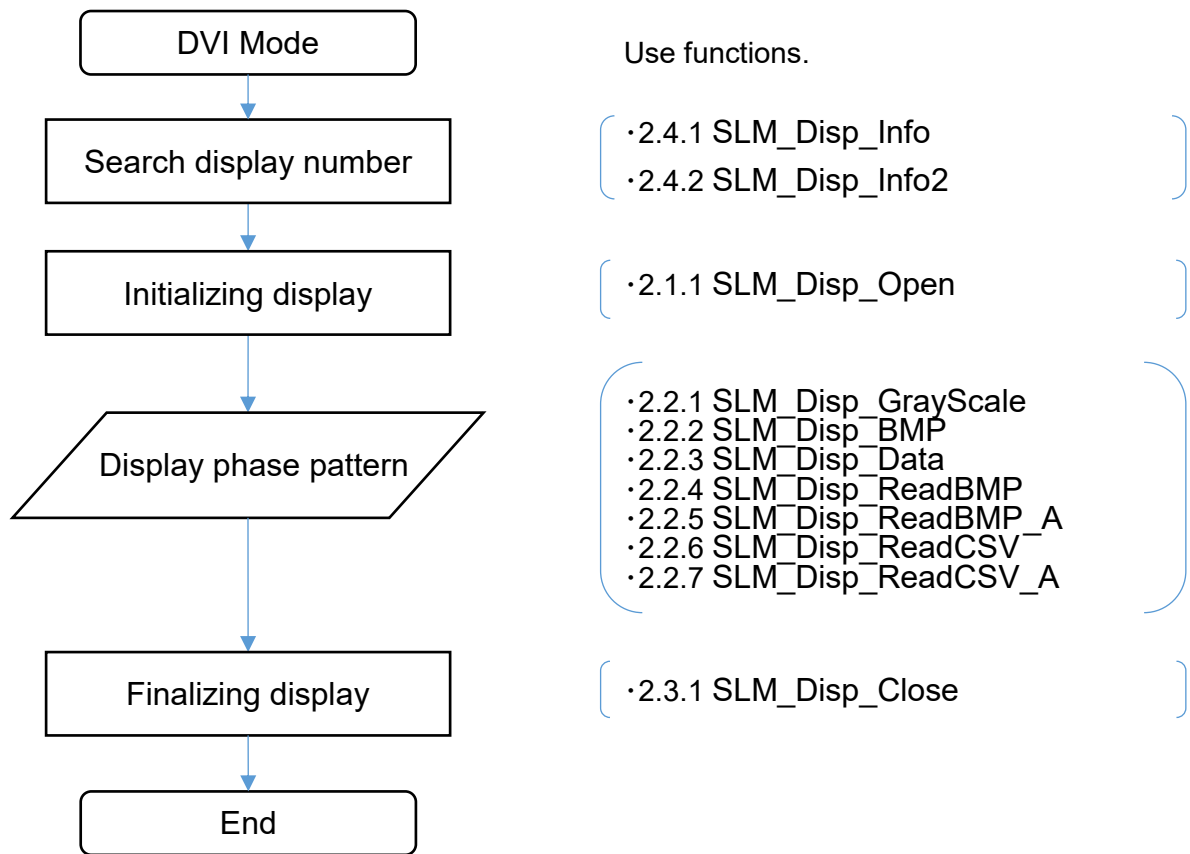 DVI Mode
Use functions.
Search display number
・2.4.1 SLM_Disp_Info
・2.4.2 SLM_Disp_Info2
Initializing display
・2.1.1 SLM_Disp_Open
Display phase pattern
・2.2.1 SLM_Disp_GrayScale
・2.2.2 SLM_Disp_BMP
・2.2.3 SLM_Disp_Data
・2.2.4 SLM_Disp_ReadBMP
・2.2.5 SLM_Disp_ReadBMP_A
・2.2.6 SLM_Disp_ReadCSV
・2.2.7 SLM_Disp_ReadCSV_A
Finalizing display
・2.3.1 SLM_Disp_Close
End